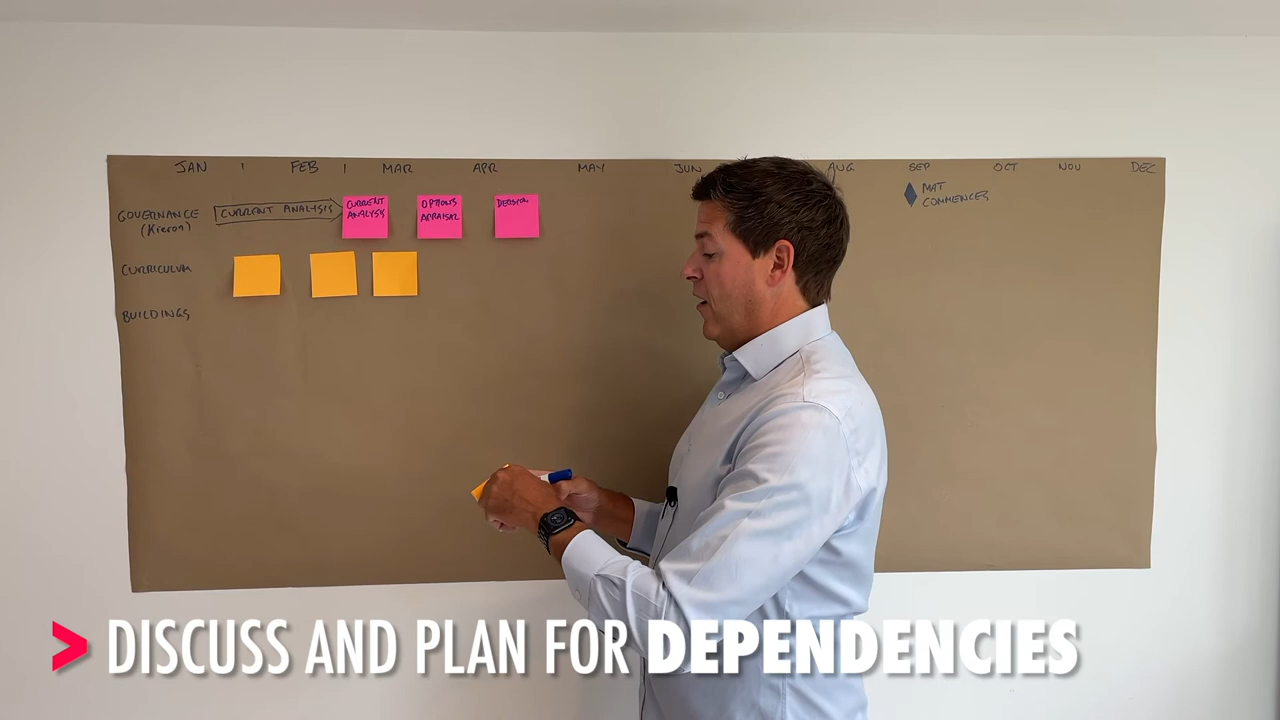 JAN FEB MAR APR MAY JUN AUG SEP OCT NOV DEC
GOVERNANCE
(Kieron)
CURRENT ANALYSIS
CURRENT
ANALYSIS
OPTIONS
APPRAISAL
DECISION
MAT
COMMENCES
CURRICULUM
BUILDINGS
> DISCUSS AND PLAN FOR DEPENDENCIES